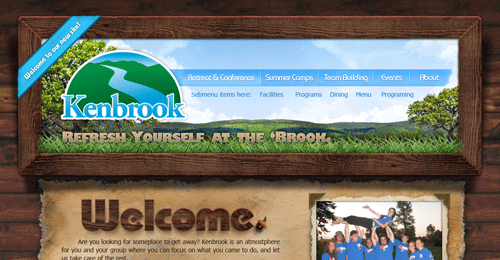 Welcome to our new site!
Retreat & Conference Summer Camps Team Building Events About
Submenu items here: Facilities Programs Dining Menu Programing
Kenbrook
Refresh Yourself at the 'Brook.
Welcome.
Are you looking for someplace to get away? Kenbrook is an atmostphere
for you and your group where you can focus on what you came to do, and let
us take care of the rest.